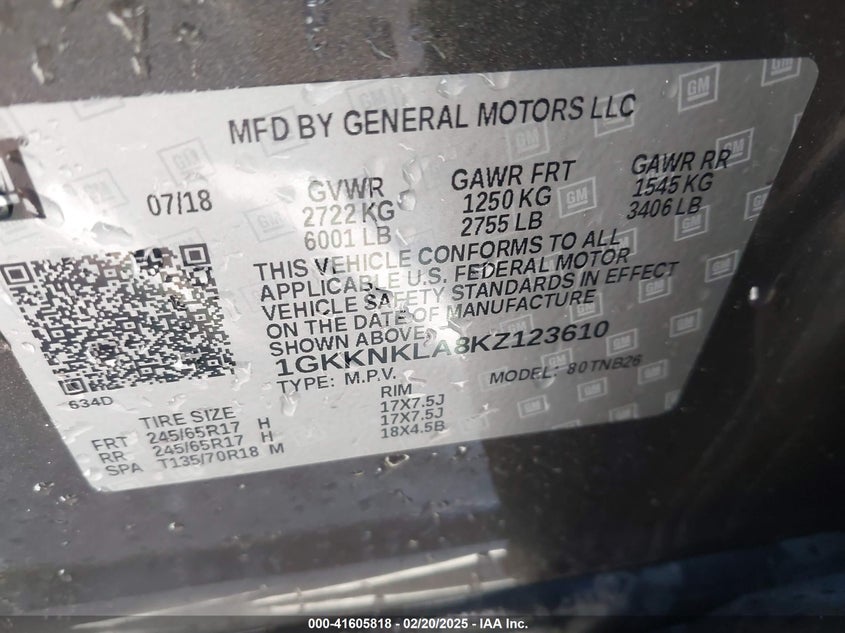 MFD BY GENERAL MOTORS LLC
07/18
GVWR
2722 KG
6001 LB
GAWR FRT
1250 KG
2755 LB
GAWR RR
1545 KG
3406 LB
THIS VEHICLE CONFORMS TO ALL
APPLICABLE U.S. FEDERAL MOTOR
VEHICLE SAFETY STANDARDS IN EFFECT
ON THE DATE OF MANUFACTURE
SHOWN ABOVE.
1GKKNKLA8KZ123610
TYPE: M.P.V.
MODEL: 80TNB26
634D
TIRE SIZE
RIM
FRT 245/65R17 H 17X7.5J
RR 245/65R17 H 17X7.5J
SPA T135/70R18 M 18X4.5B
GM
000-41605818 - 02/20/2025 - IAA Inc.